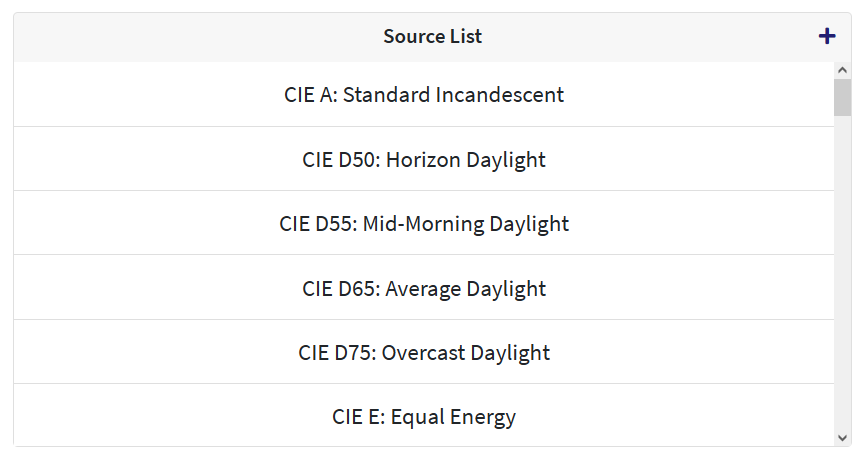 Source List
CIE A: Standard Incandescent
CIE D50: Horizon Daylight
CIE D55: Mid-Morning Daylight
CIE D65: Average Daylight
CIE D75: Overcast Daylight
CIE E: Equal Energy